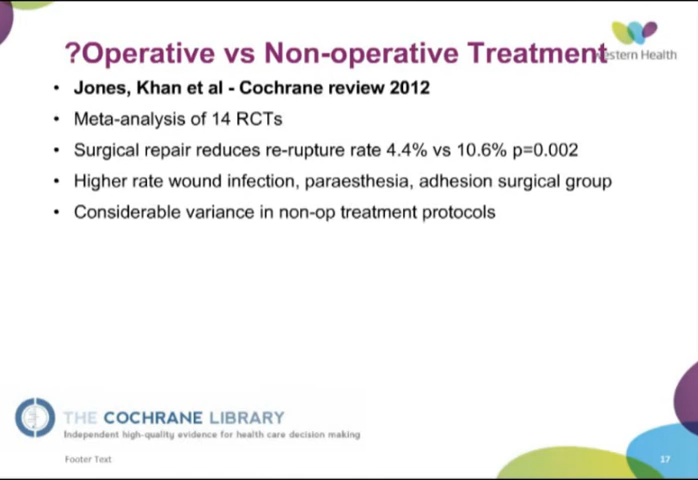 ?Operative vs Non-operative Treatment
stern Health
• Jones, Khan et al - Cochrane review 2012
• Meta-analysis of 14 RCTs
• Surgical repair reduces re-rupture rate 4.4% vs 10.6% p=0.002
• Higher rate wound infection, paraesthesia, adhesion surgical group
• Considerable variance in non-op treatment protocols
THE COCHRANE LIBRARY
Independent high-quality evidence for health care decision making
Footer Text
17